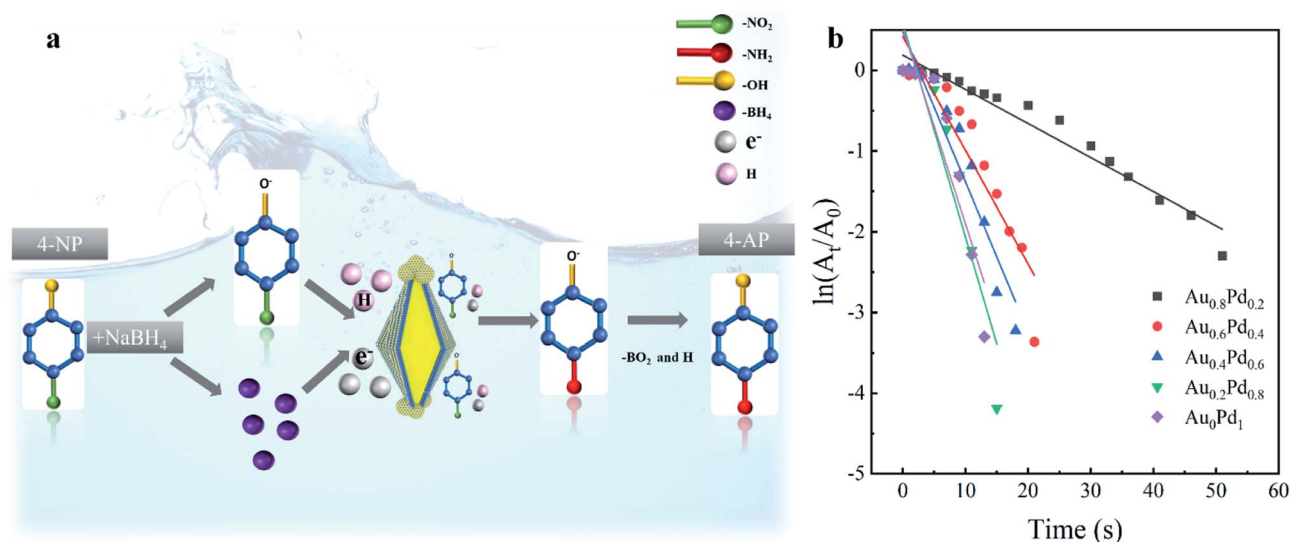 a
-NO₂
-NH₂
-OH
-BH₄
e⁻
H
4-NP
+NaBH₄
O⁻
H
e⁻
O
O
O⁻
-BO₂ and H
4-AP
b
ln(Aₜ/A₀)
0
-1
-2
-3
-4
-5
0 10 20 30 40 50 60
Time (s)
Au₀.₈Pd₀.₂
Au₀.₆Pd₀.₄
Au₀.₄Pd₀.₆
Au₀.₂Pd₀.₈
Au₀Pd₁